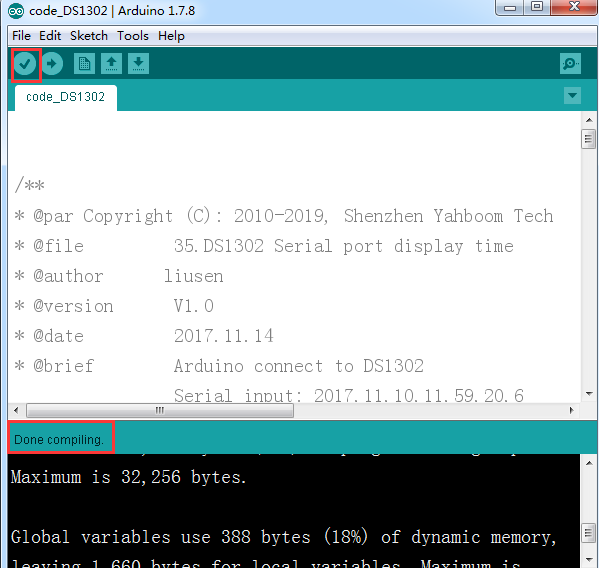 code_DS1302 | Arduino 1.7.8
File Edit Sketch Tools Help
code_DS1302
/**
* @par Copyright (C): 2010-2019, Shenzhen Yahboom Tech
* @file 35.DS1302 Serial port display time
* @author liusen
* @version V1.0
* @date 2017.11.14
* @brief Arduino connect to DS1302
Serial input: 2017.11.10.11.59.20.6
Done compiling.
Maximum is 32,256 bytes.
Global variables use 388 bytes (18%) of dynamic memory,
leaving 1,660 bytes for local variables. Maximum is